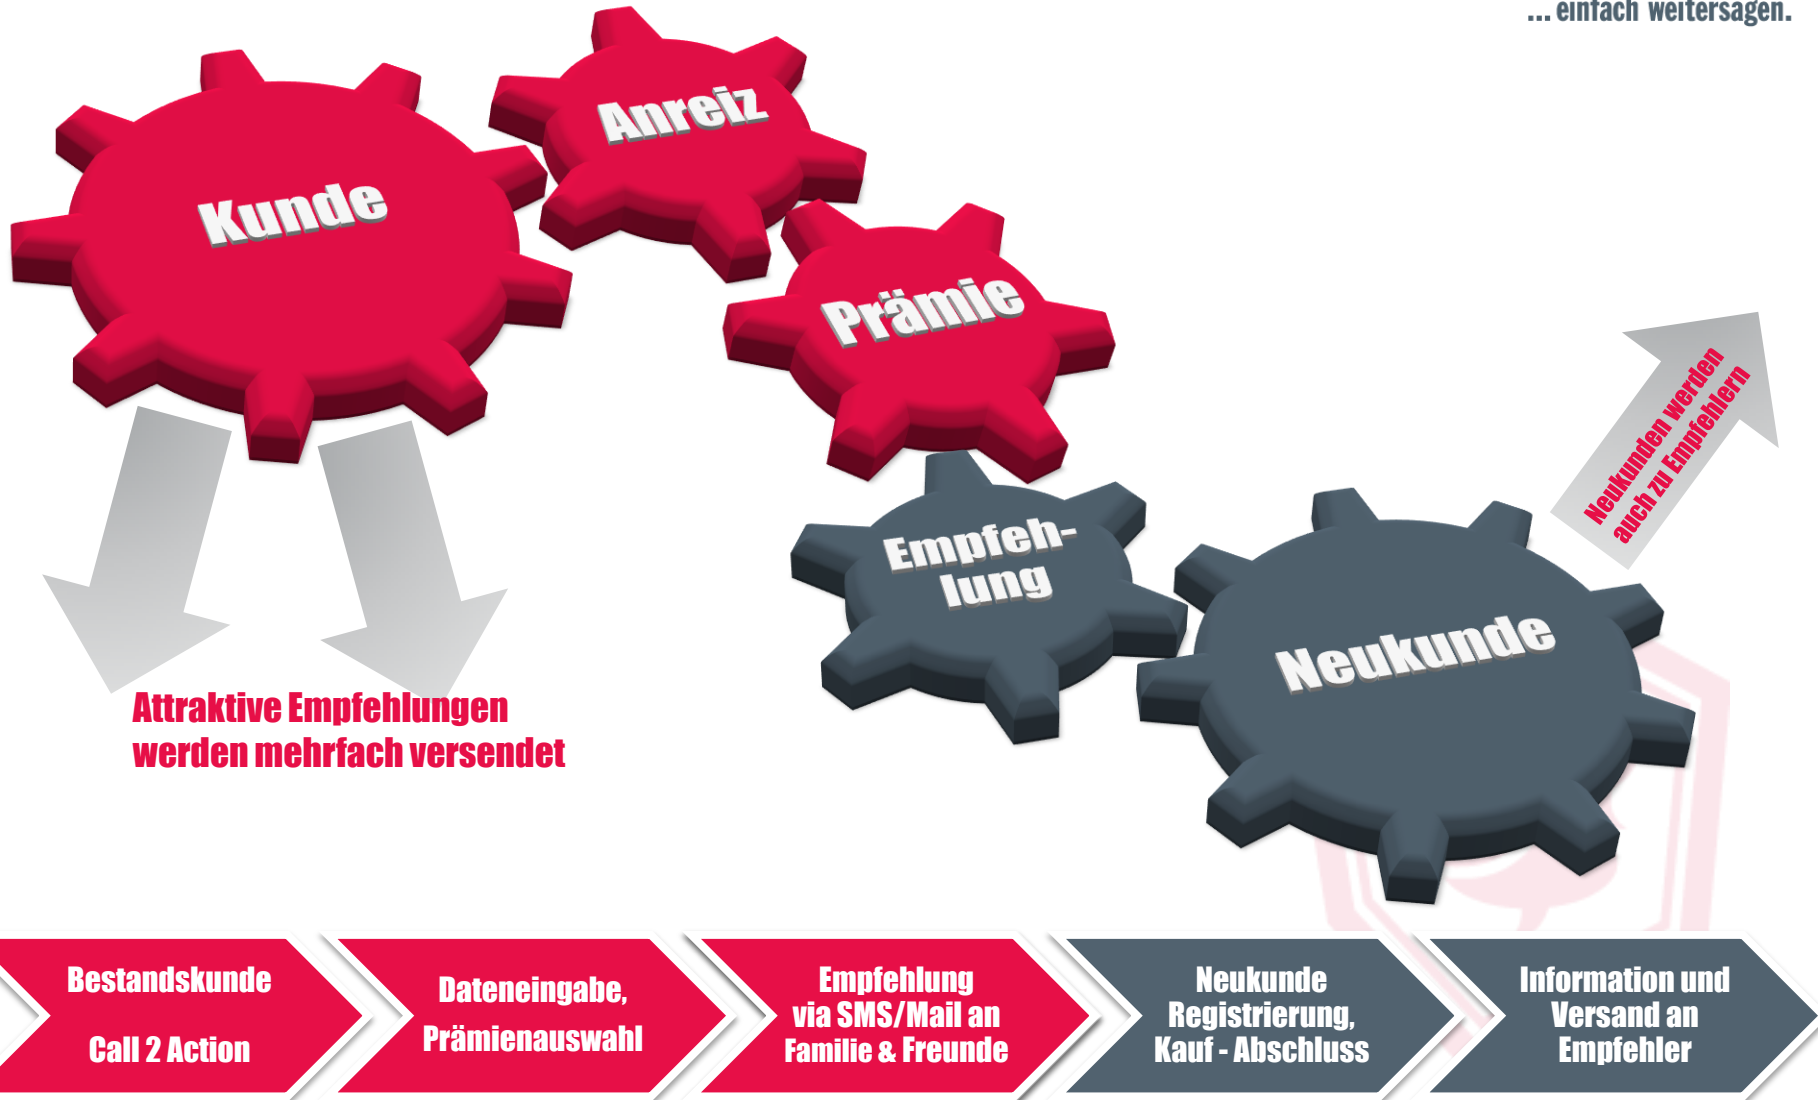 ... einfach weitersagen.
Anreiz
Kunde
Prämie
Neukunden werden
auch zu Empfehlern
Empfeh-
lung
Neukunde
Attraktive Empfehlungen
werden mehrfach versendet
Bestandskunde
Call 2 Action
Dateneingabe,
Prämienauswahl
Empfehlung
via SMS/Mail an
Familie & Freunde
Neukunde
Registrierung,
Kauf - Abschluss
Information und
Versand an
Empfehler